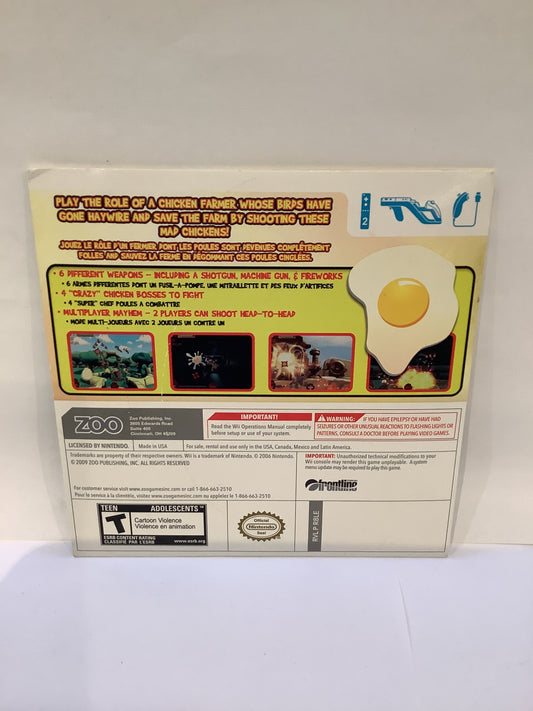 PLAY THE ROLE OF A CHICKEN FARMER WHOSE BIRDS HAVE
GONE HAYWIRE AND SAVE THE FARM BY SHOOTING THESE
MAD CHICKENS!
JOUEZ LE RÔLE D'UN FERMIER DONT LES POULES SONT DEVENUES COMPLÈTEMENT
FOLLES AND SAUVEZ LA FERME EN DÉGOMMANT CES POULES CINGLÉES.
2
• 6 DIFFERENT WEAPONS – INCLUDING A SHOTGUN, MACHINE GUN, & FIREWORKS
• 6 ARMES DIFFERENTES DONT UN FUSIL-A-POMPE, UNE MITRAILLETTE ET DES FEUX D'ARTIFICES
• 4 "CRAZY" CHICKEN BOSSES TO FIGHT
• 4 "SUPER" CHEF POULES A COMBATTRE
• MULTIPLAYER MAYHEM – 2 PLAYERS CAN SHOOT HEAD-TO-HEAD
• MODE MULTI-JOUEURS AVEC 2 JOUEURS UN CONTRE UN
ZOO
Zoo Publishing, Inc.
3805 Edwards Road
Suite 400
Cincinnati, OH 45209
IMPORTANT!
Read the Wii Operations Manual completely
before setup or use of your system.
WARNING: IF YOU HAVE EPILEPSY OR HAVE HAD
SEIZURES OR OTHER UNUSUAL REACTIONS TO FLASHING LIGHTS OR
PATTERNS, CONSULT A DOCTOR BEFORE PLAYING VIDEO GAMES.
LICENSED BY NINTENDO.
Made in USA
For sale, rental and use only in the USA, Canada, Mexico and Latin America.
Trademarks are property of their respective owners. Wii is a trademark of Nintendo. © 2006 Nintendo.
© 2009 ZOO PUBLISHING, INC. ALL RIGHTS RESERVED
IMPORTANT: Unauthorized technical modifications to your
Wii console may render this game unplayable. A system
menu update may be required to play this game.
For customer service visit www.zoogamesinc.com or call 1-866-663-2510
Pour le service à la clientèle, visitez www.zoogamesinc.com ou appelez le 1-866-663-2510
frontline
TEEN
ADOLESCENTS
T
Cartoon Violence
Violence en animation
ESRB CONTENT RATING
CLASSIFIÉ PAR L'ESRB
www.esrb.org
Official
Nintendo
Seal
RVL P R8LE